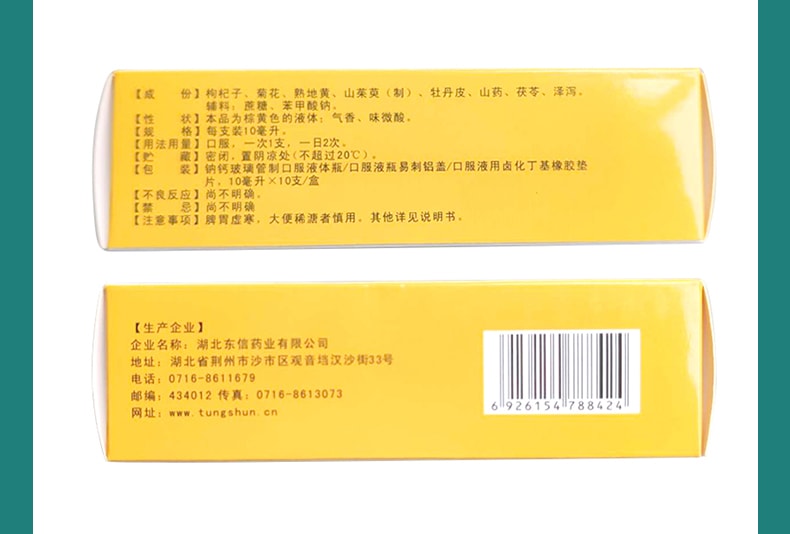 【成　份】枸杞子、菊花、熟地黄、山茱萸（制）、牡丹皮、山药、茯苓、泽泻。
辅料：蔗糖、苯甲酸钠。
【性　状】本品为棕黄色的液体；气香、味微酸。
【规　格】每支装10毫升。
【用法用量】口服，一次1支，一日2次。
【贮　藏】密闭，置阴凉处（不超过20℃）。
【包　装】钠钙玻璃管制口服液体瓶/口服液瓶易刺铝盖/口服液用卤化丁基橡胶垫
片，10毫升×10支/盒
【不良反应】尚不明确。
【禁　忌】尚不明确
【注意事项】脾胃虚寒，大便稀溏者慎用。其他详见说明书。
【生产企业】
企业名称：湖北东信药业有限公司
地址：湖北省荆州市沙市区观音垱汉沙街33号
电话：0716-8611679
邮编：434012 传真：0716-8613073
网址：www.tungshun.cn
6 926154 788424